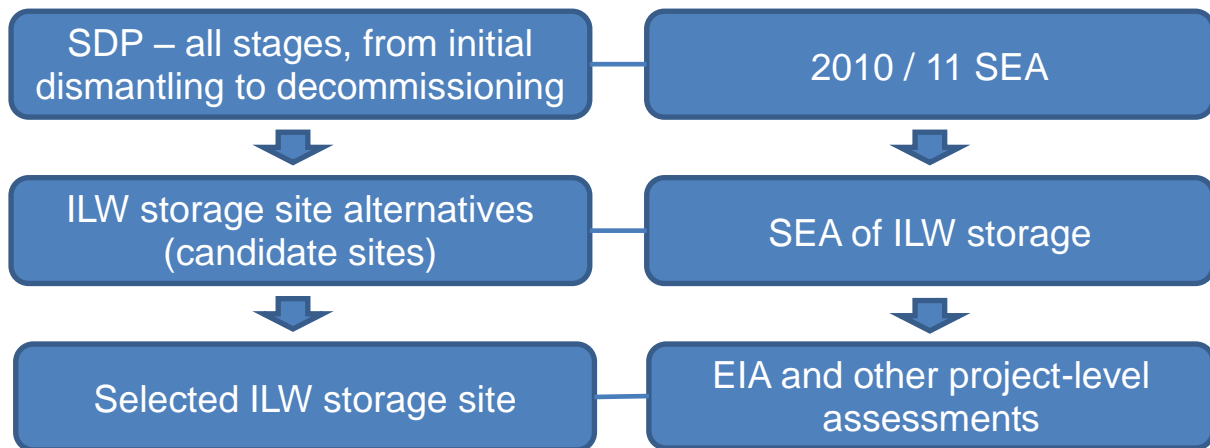 SDP – all stages, from initial
dismantling to decommissioning
2010 / 11 SEA
ILW storage site alternatives
(candidate sites)
SEA of ILW storage
Selected ILW storage site
EIA and other project-level
assessments